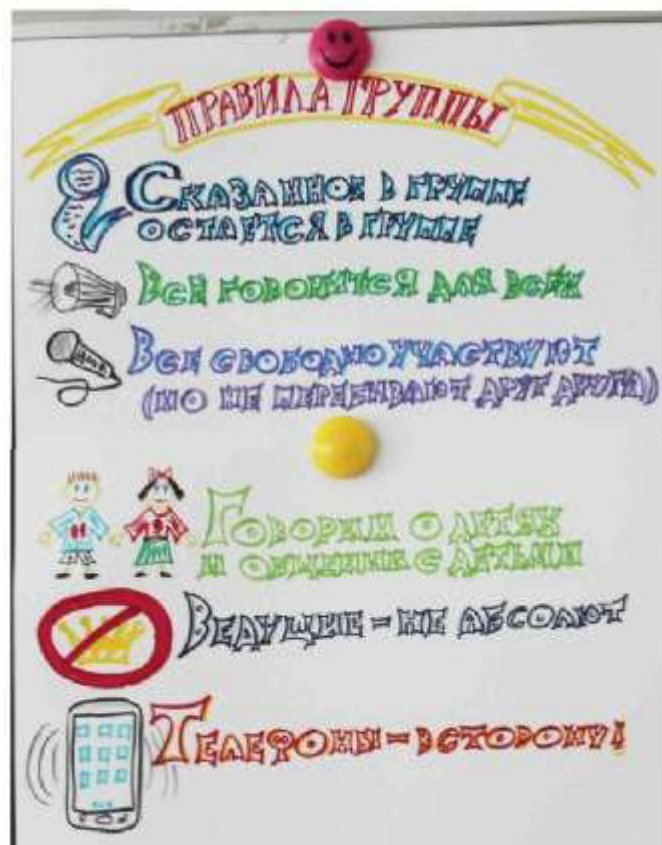 ПРАВИЛА ГРУППЫ
СКАЗАННОЕ В ГРУППЕ
ОСТАЁТСЯ В ГРУППЕ
ВСЁ ГОВОРИТСЯ ДЛЯ ВСЕХ
ВСЕ СВОБОДНО УЧАСТВУЮТ
(НО НЕ ПЕРЕБИВАЮТ ДРУГ ДРУГА)
ГОВОРИМ О ДЕТЯХ
И ОБЩЕНИИ С ДЕТЬМИ
ВЕДУЩИЕ - НЕ АБСОЛЮТ
ТЕЛЕФОНЫ - В СТОРОНУ!